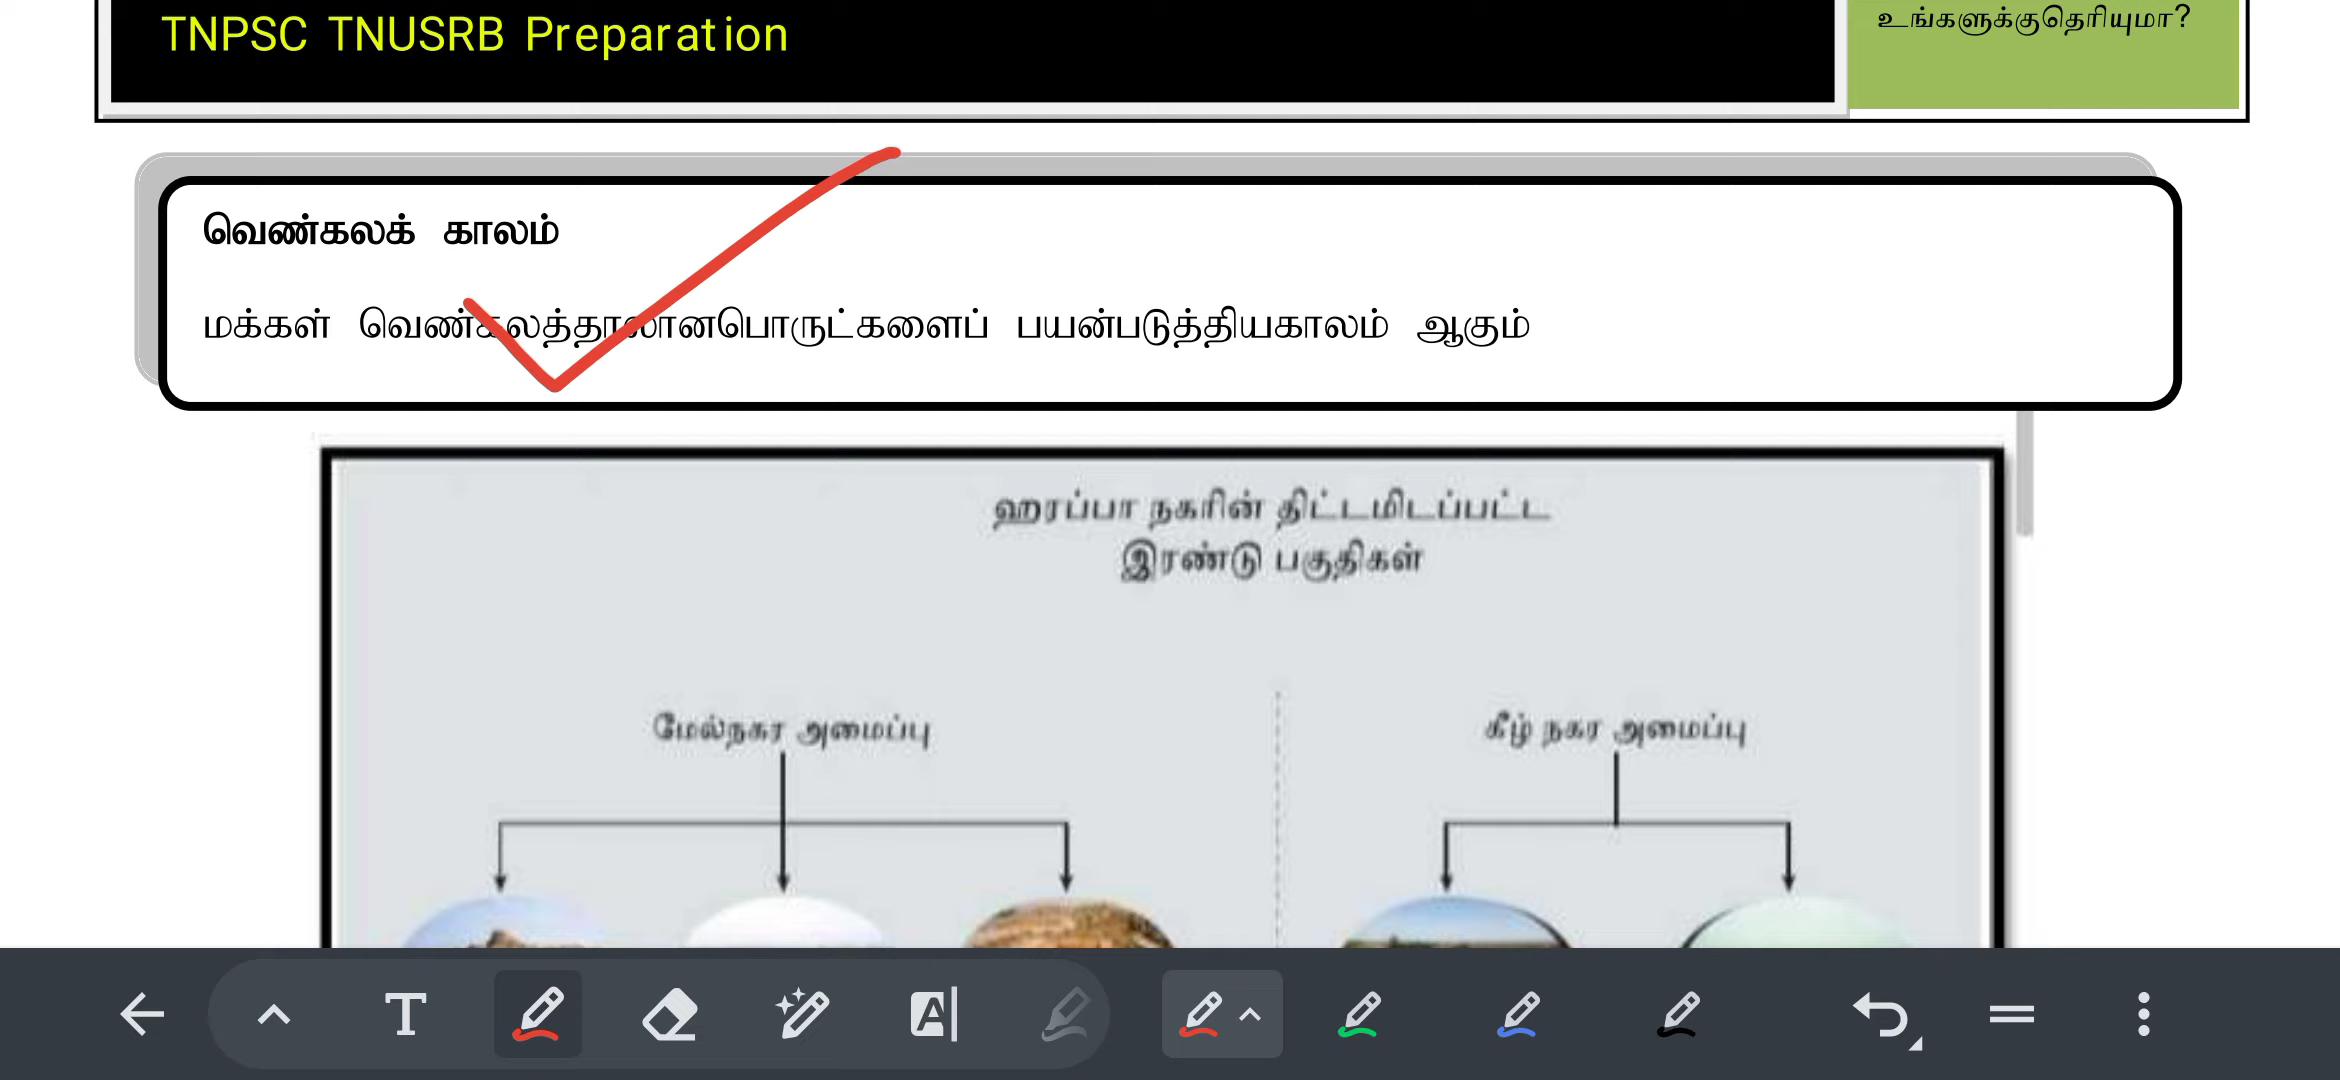 TNPSC TNUSRB Preparation
உங்களுக்குதெரியுமா?
வெண்கலக் காலம்
மக்கள் வெண்கலத்தாலானபொருட்களைப் பயன்படுத்தியகாலம் ஆகும்
ஹரப்பா நகரின் திட்டமிடப்பட்ட
இரண்டு பகுதிகள்
மேல்நகர அமைப்பு
கீழ் நகர அமைப்பு